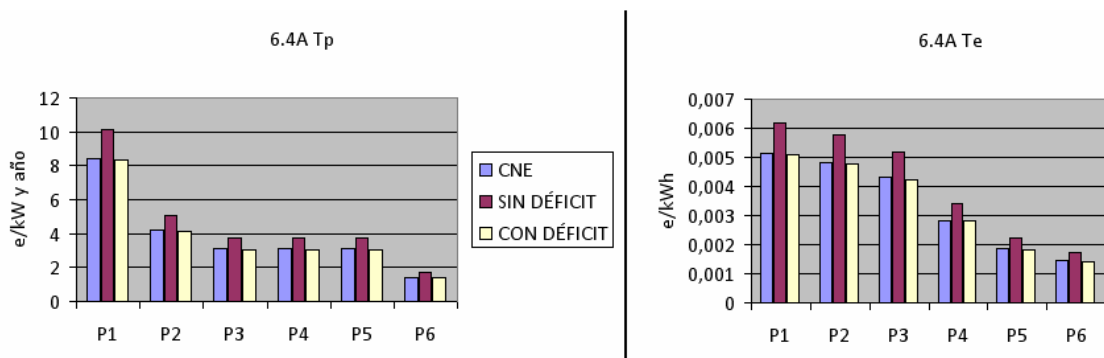 6.4A Tp
e/kW y año
12
10
8
6
4
2
0
P1 P2 P3 P4 P5 P6
CNE
SIN DÉFICIT
CON DÉFICIT
6.4A Te
e/kWh
0,007
0,006
0,005
0,004
0,003
0,002
0,001
0
P1 P2 P3 P4 P5 P6